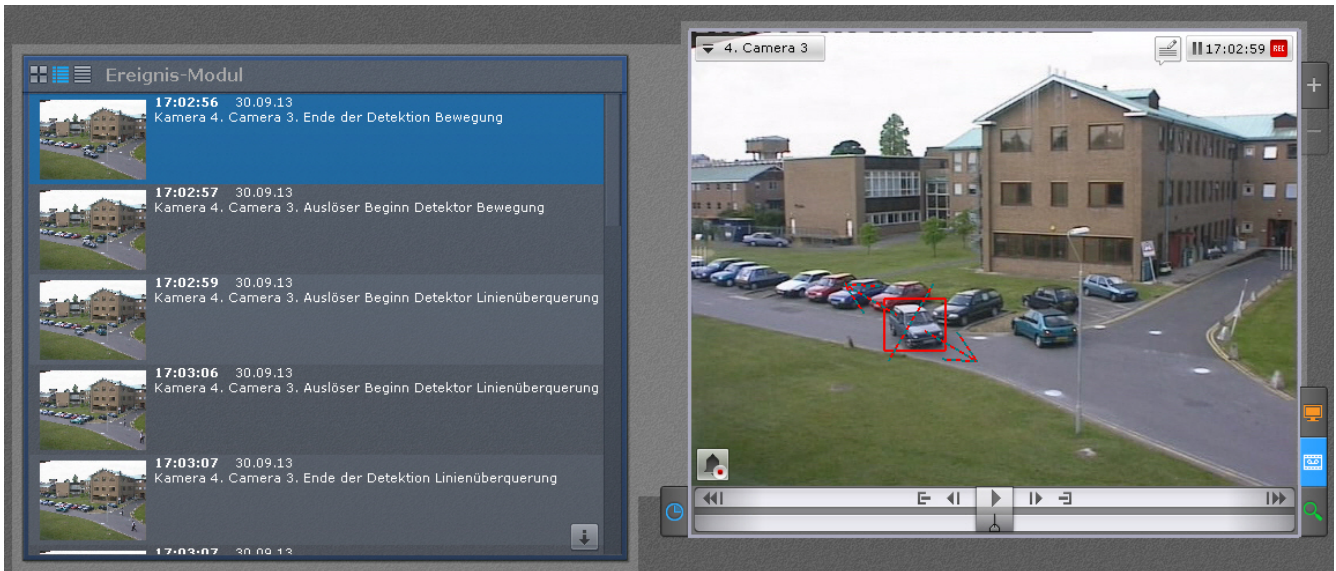 Ereignis-Modul
17:02:56 30.09.13
Kamera 4. Camera 3. Ende der Detektion Bewegung
17:02:57 30.09.13
Kamera 4. Camera 3. Auslöser Beginn Detektor Bewegung
17:02:59 30.09.13
Kamera 4. Camera 3. Auslöser Beginn Detektor Linienüberquerung
17:03:06 30.09.13
Kamera 4. Camera 3. Auslöser Beginn Detektor Linienüberquerung
17:03:07 30.09.13
Kamera 4. Camera 3. Ende der Detektion Linienüberquerung
17:03:07 30.09.13
4. Camera 3
17:02:59 REC